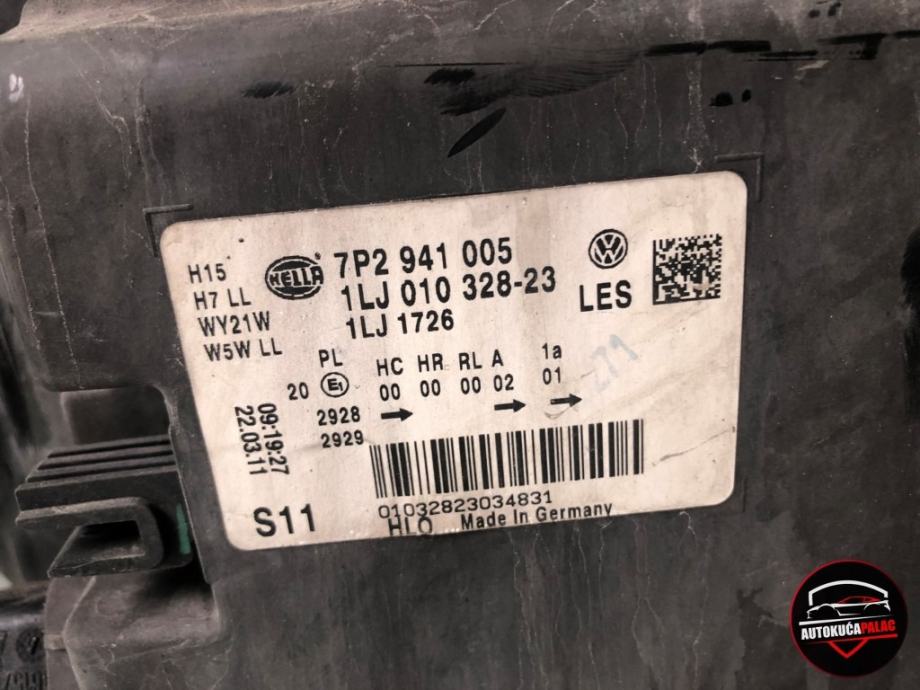 H15
H7 LL
WY21W
W5W LL
HELLA
7P2 941 005
1LJ 010 328-23
1LJ 1726
VW
LES
PL HC HR RL A 1a
20 E1 00 00 00 02 01
2928
2929
09:19:27
22.03.11
279
S11
01032823034831
HLO Made In Germany
AUTOKUĆAPALAC